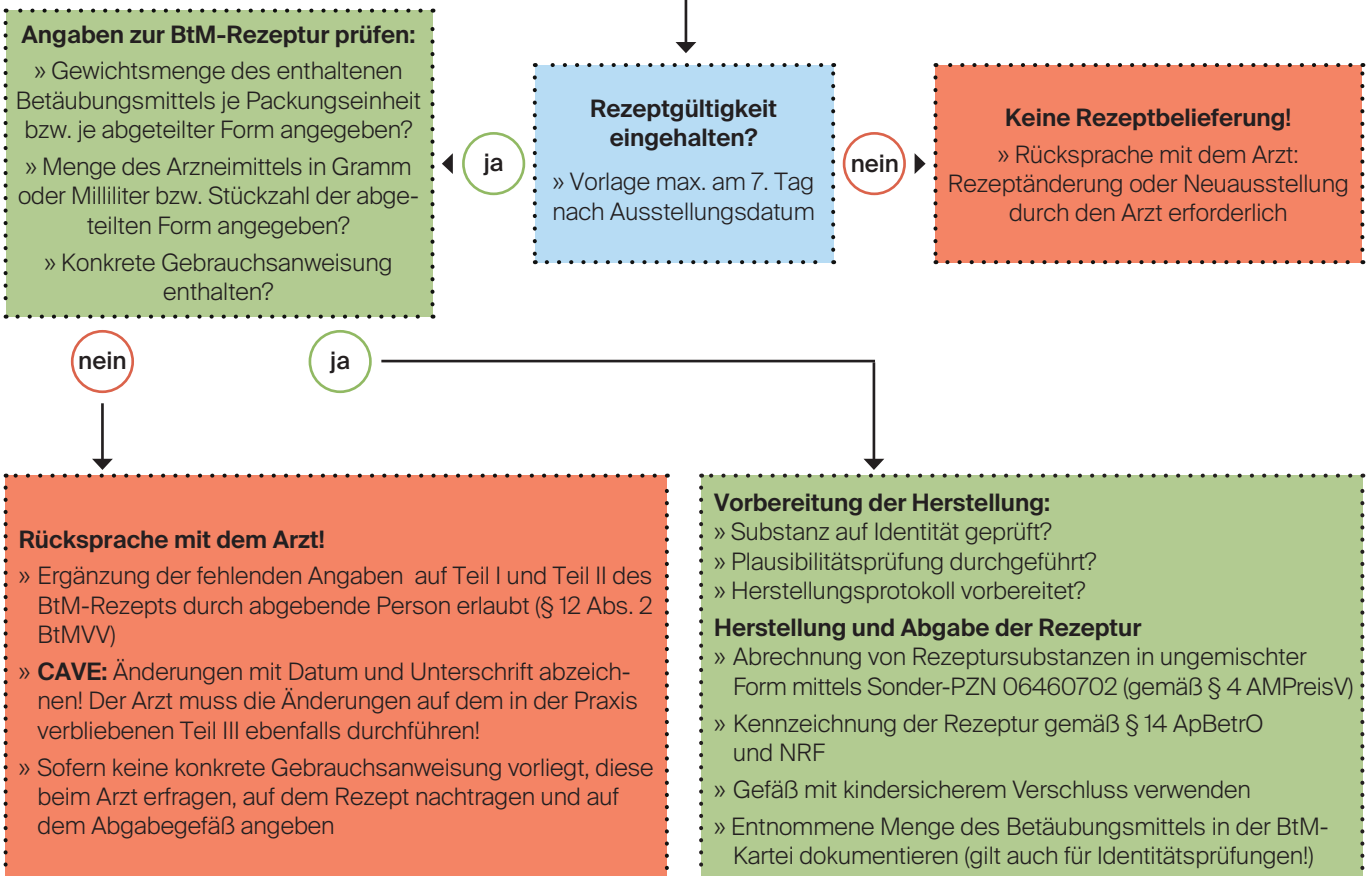 Angaben zur BtM-Rezeptur prüfen:
» Gewichtsmenge des enthaltenen
Betäubungsmittels je Packungseinheit
bzw. je abgeteilter Form angegeben?
» Menge des Arzneimittels in Gramm
oder Milliliter bzw. Stückzahl der abge-
teilten Form angegeben?
» Konkrete Gebrauchsanweisung
enthalten?
ja
Rezeptgültigkeit
eingehalten?
» Vorlage max. am 7. Tag
nach Ausstellungsdatum
nein
Keine Rezeptbelieferung!
» Rücksprache mit dem Arzt:
Rezeptänderung oder Neuausstellung
durch den Arzt erforderlich
nein
ja
Rücksprache mit dem Arzt!
» Ergänzung der fehlenden Angaben auf Teil I und Teil II des
BtM-Rezepts durch abgebende Person erlaubt (§ 12 Abs. 2
BtMVV)
» CAVE: Änderungen mit Datum und Unterschrift abzeich-
nen! Der Arzt muss die Änderungen auf dem in der Praxis
verbliebenen Teil III ebenfalls durchführen!
» Sofern keine konkrete Gebrauchsanweisung vorliegt, diese
beim Arzt erfragen, auf dem Rezept nachtragen und auf
dem Abgabegefäß angeben
Vorbereitung der Herstellung:
» Substanz auf Identität geprüft?
» Plausibilitätsprüfung durchgeführt?
» Herstellungsprotokoll vorbereitet?
Herstellung und Abgabe der Rezeptur
» Abrechnung von Rezeptursubstanzen in ungemischter
Form mittels Sonder-PZN 06460702 (gemäß § 4 AMPreisV)
» Kennzeichnung der Rezeptur gemäß § 14 ApBetrO
und NRF
» Gefäß mit kindersicherem Verschluss verwenden
» Entnommene Menge des Betäubungsmittels in der BtM-
Kartei dokumentieren (gilt auch für Identitätsprüfungen!)